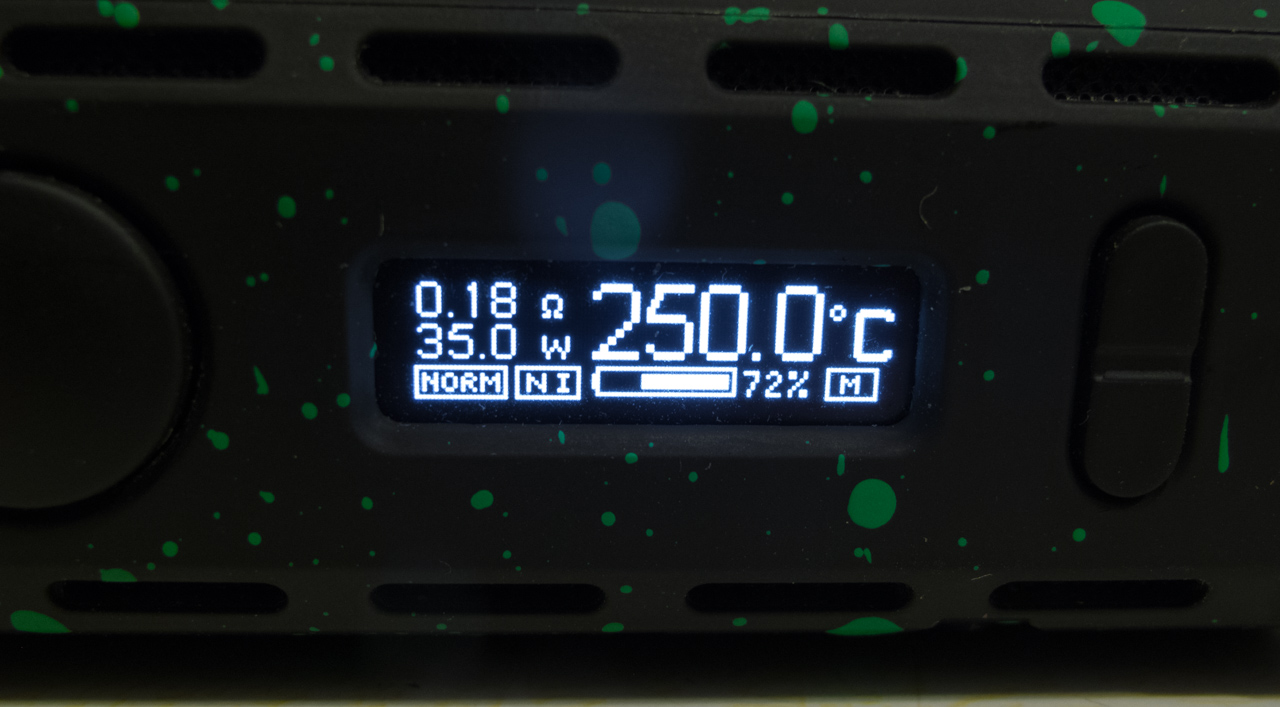 0.18 Ω 250.0°C
35.0 W
NORM NI 72% M